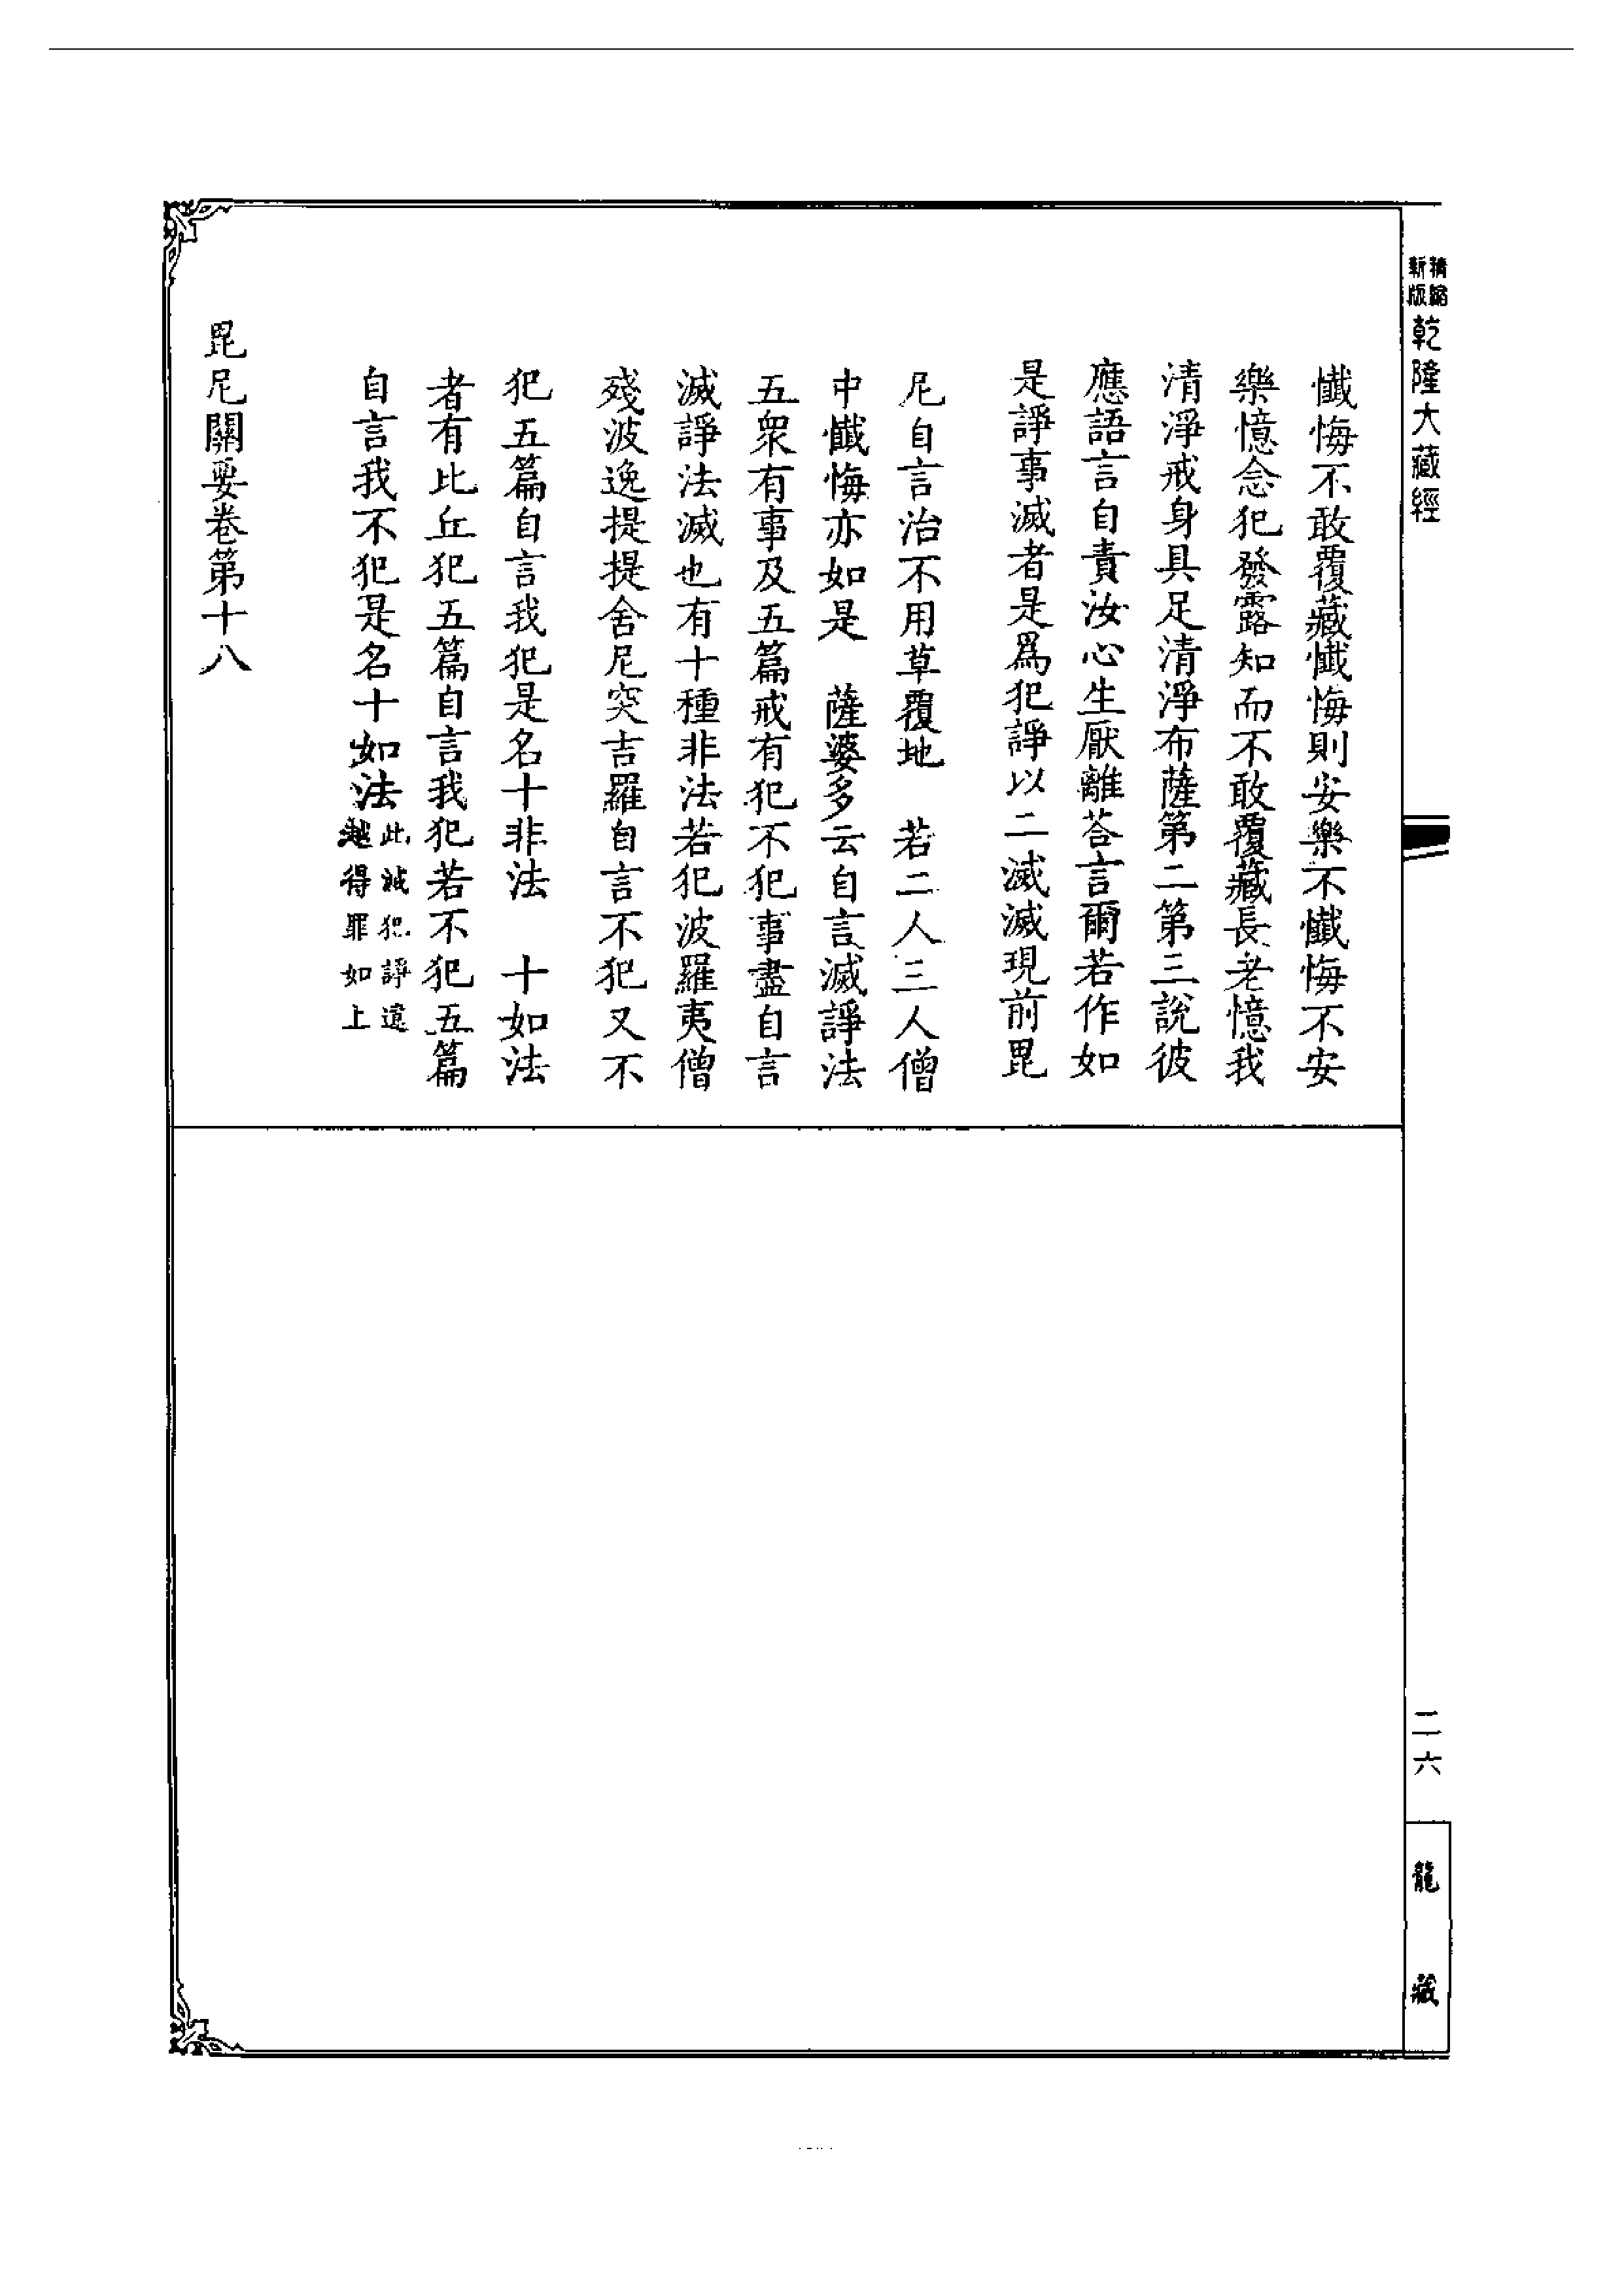 精縮新版乾隆大藏經
懺悔不敢覆藏懺悔則安樂不懺悔不安
樂憶念犯發露知而不敢覆藏長老憶我
清淨戒身具足清淨布薩第二第三說彼
應語言自責汝心生厭離荅言爾若作如
是諍事滅者是爲犯諍以二滅滅現前毘
尼自言治不用草覆地　若二人三人僧
中懺悔亦如是　薩婆多云自言滅諍法
五眾有事及五篇戒有犯不犯事盡自言
滅諍法滅也有十種非法若犯波羅夷僧
殘波逸提提舍尼突吉羅自言不犯又不
犯五篇自言我犯是名十非法　十如法
者有比丘犯五篇自言我犯若不犯五篇
自言我不犯是名十如法此滅犯諍違越得罪如上
毘尼關要卷第十八
二六
龍藏